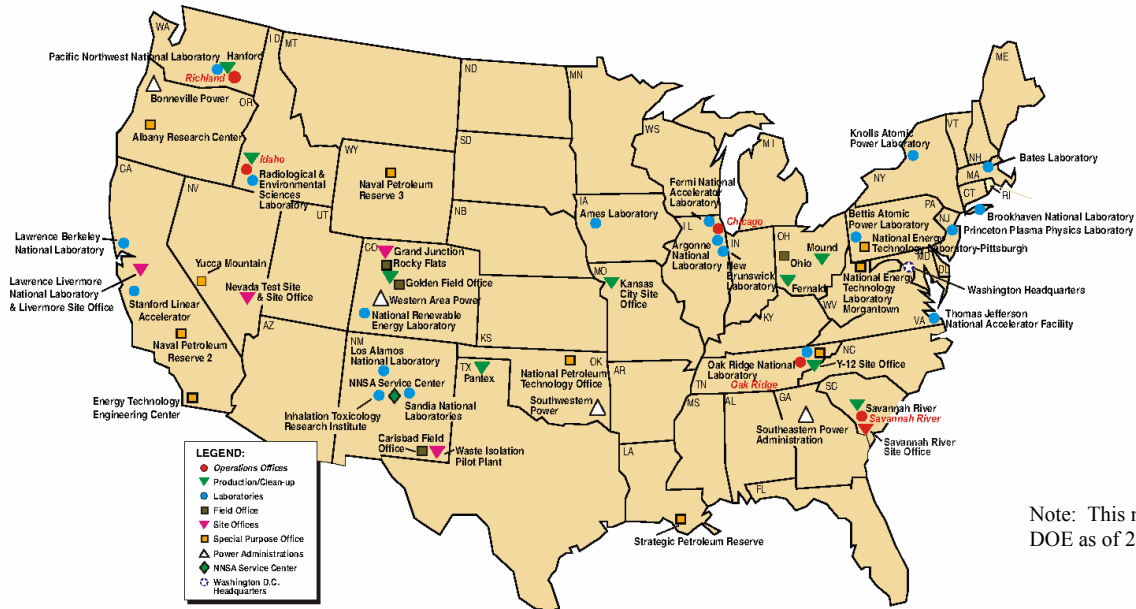 WA
Pacific Northwest National Laboratory
Hanford
Richland
ID
MT
ND
MN
ME
Bonneville Power
OR
Albany Research Center
SD
WS
MI
VT
NH
Knolls Atomic
Power Laboratory
Bates Laboratory
MA
NY
CT
RI
CA
Idaho
Radiological &
Environmental
Sciences
Laboratory
WY
Naval Petroleum
Reserve 3
NV
UT
NB
IA
Ames Laboratory
Fermi National
Accelerator
Laboratory
Chicago
IL
Argonne
National
Laboratory
IN
New
Brunswick
Laboratory
OH
Ohio
Mound
Fernald
PA
NJ
Bettis Atomic
Power Laboratory
National Energy
Technology Laboratory-Pittsburgh
Brookhaven National Laboratory
Princeton Plasma Physics Laboratory
MD
DL
National Energy
Technology
Laboratory
Morgantown
Washington Headquarters
Lawrence Berkeley
National Laboratory
Lawrence Livermore
National Laboratory
& Livermore Site Office
Stanford Linear
Accelerator
Yucca Mountain
Nevada Test Site
& Site Office
Naval Petroleum
Reserve 2
CO
Grand Junction
Rocky Flats
Golden Field Office
Western Area Power
National Renewable
Energy Laboratory
KS
MO
Kansas
City Site
Office
WV
KY
VA
Thomas Jefferson
National Accelerator Facility
Energy Technology
Engineering Center
AZ
NM
Los Alamos
National Laboratory
NNSA Service Center
Inhalation Toxicology
Research Institute
Sandia National
Laboratories
TX
Pantex
OK
National Petroleum
Technology Office
Southwestern
Power
AR
Oak Ridge National
Laboratory
Oak Ridge
TN
NC
Y-12 Site Office
SC
Savannah River
Savannah River
Savannah River
Site Office
MS
AL
GA
Southeastern Power
Administration
Carlsbad Field
Office
Waste Isolation
Pilot Plant
LA
FL
Strategic Petroleum Reserve
LEGEND:
Operations Offices
Production/Clean-up
Laboratories
Field Office
Site Offices
Special Purpose Office
Power Administrations
NNSA Service Center
Washington D.C.
Headquarters
Note: This
DOE as of 2